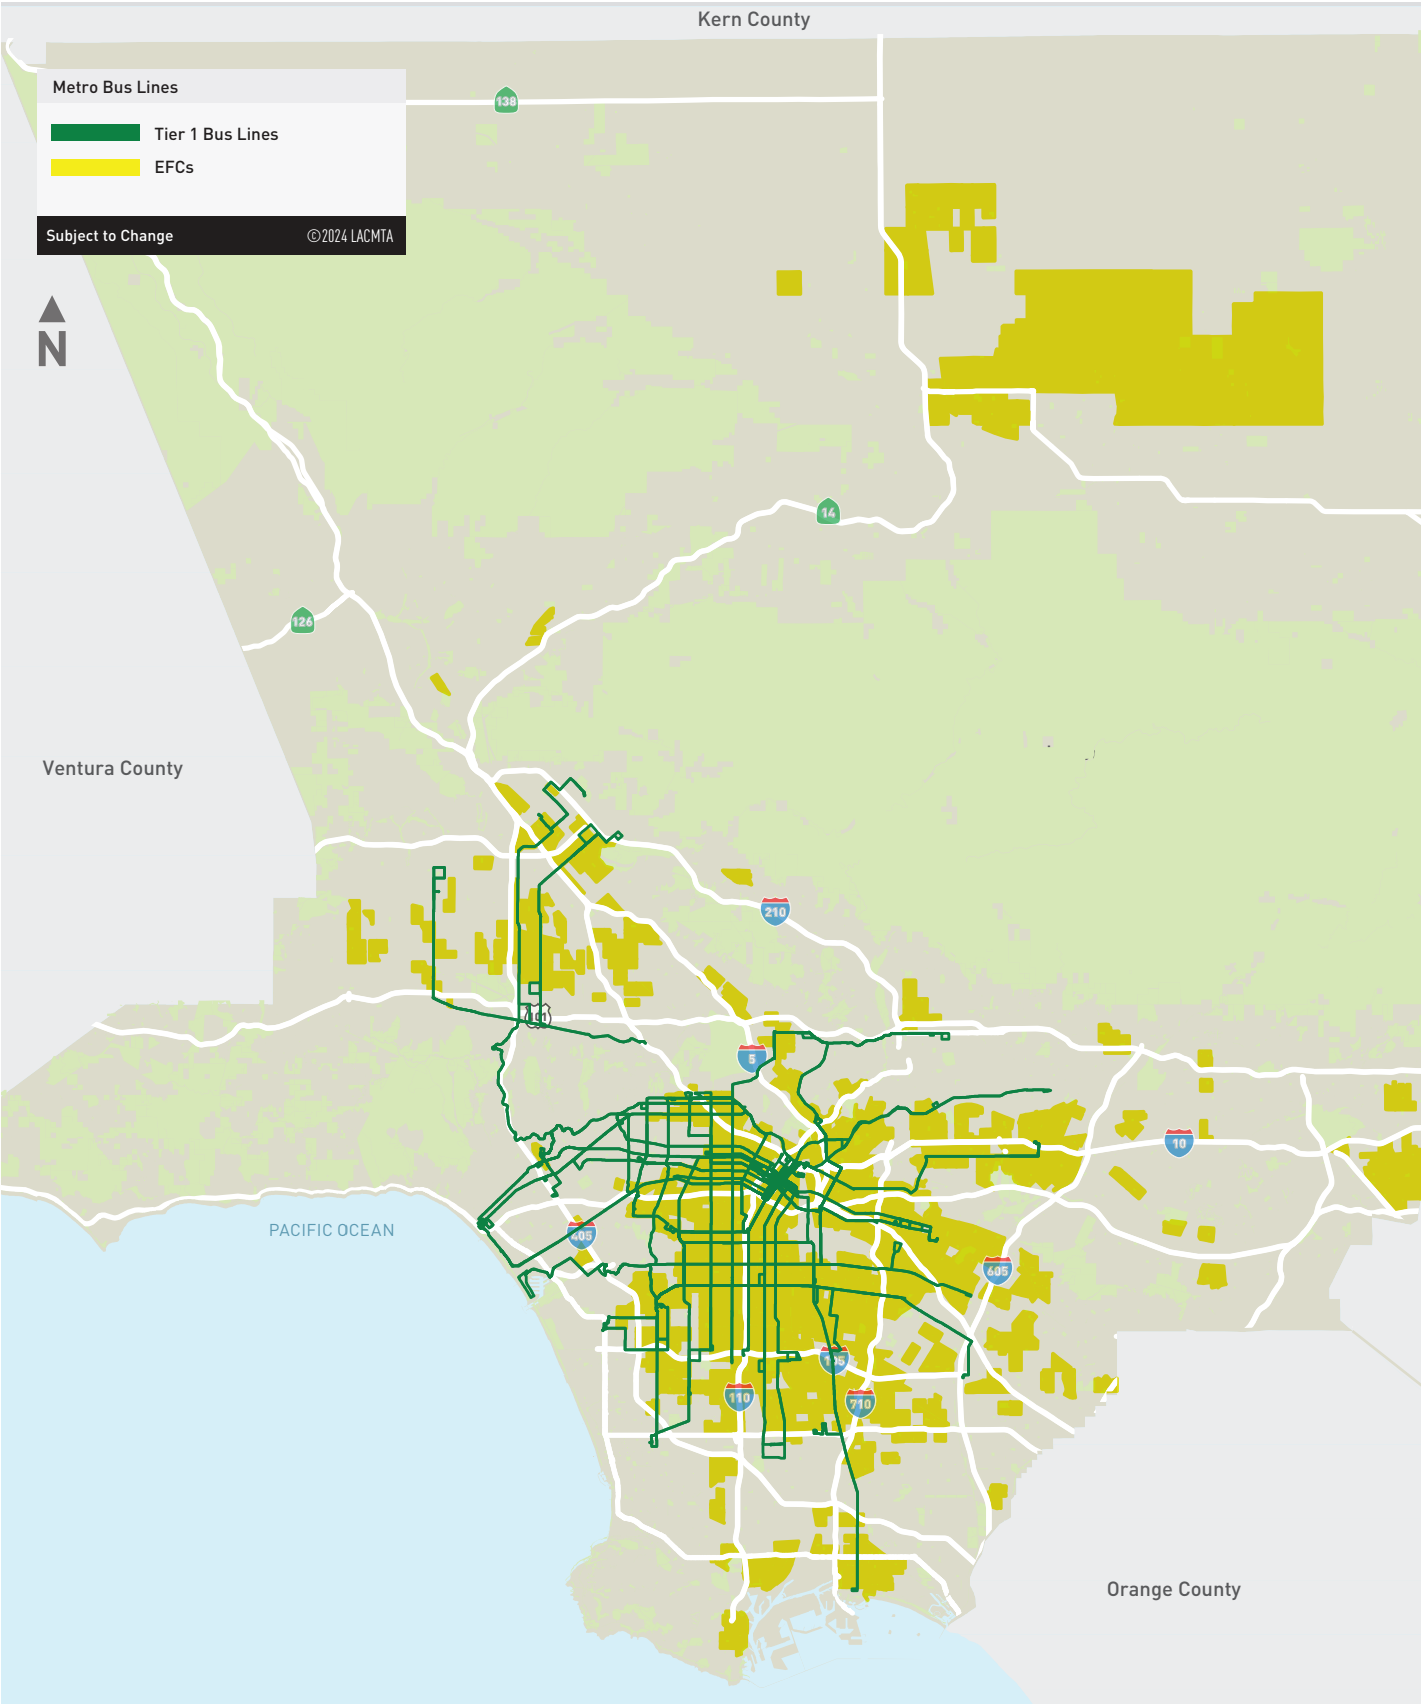 Kern County
Metro Bus Lines
138
Tier 1 Bus Lines
EFCs
Subject to Change
©2024 LACMTA
N
14
126
Ventura County
210
101
5
10
PACIFIC OCEAN
405
605
105
110
710
Orange County